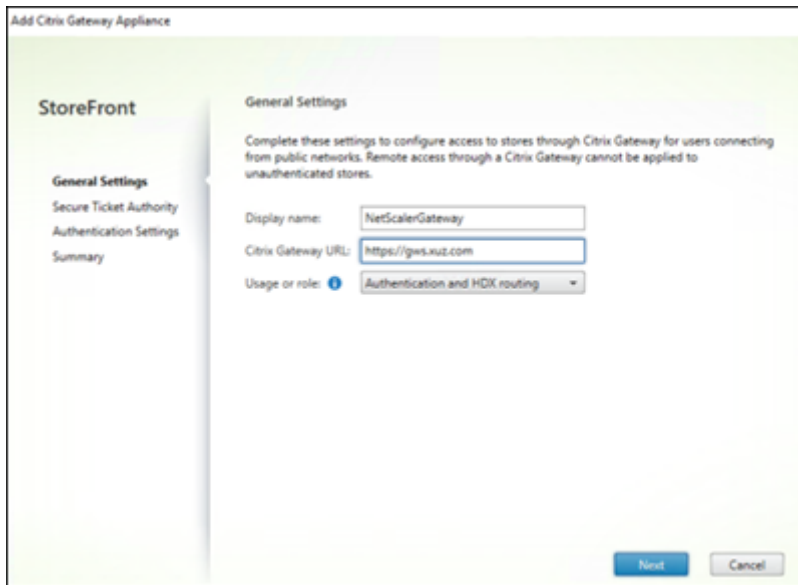 Add Citrix Gateway Appliance
StoreFront
General Settings
Secure Ticket Authority
Authentication Settings
Summary
General Settings
Complete these settings to configure access to stores through Citrix Gateway for users connecting
from public networks. Remote access through a Citrix Gateway cannot be applied to
unauthenticated stores.
Display name: NetScalerGateway
Citrix Gateway URL: https://gws.xuz.com
Usage or role: i Authentication and HDX routing
Next Cancel